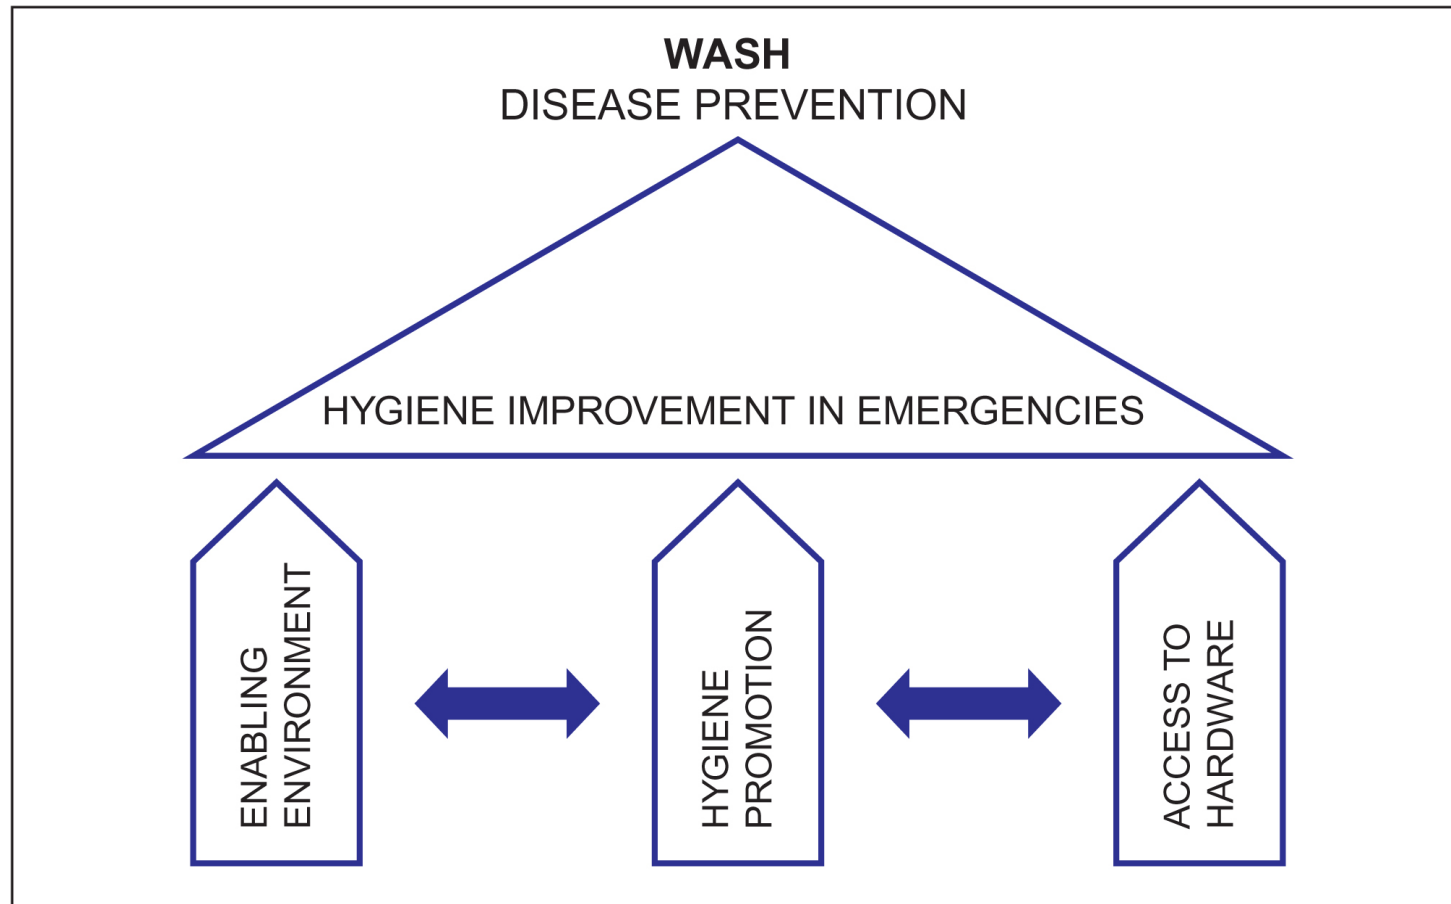 WASH
DISEASE PREVENTION
HYGIENE IMPROVEMENT IN EMERGENCIES
ENABLING
ENVIRONMENT
HYGIENE
PROMOTION
ACCESS TO
HARDWARE